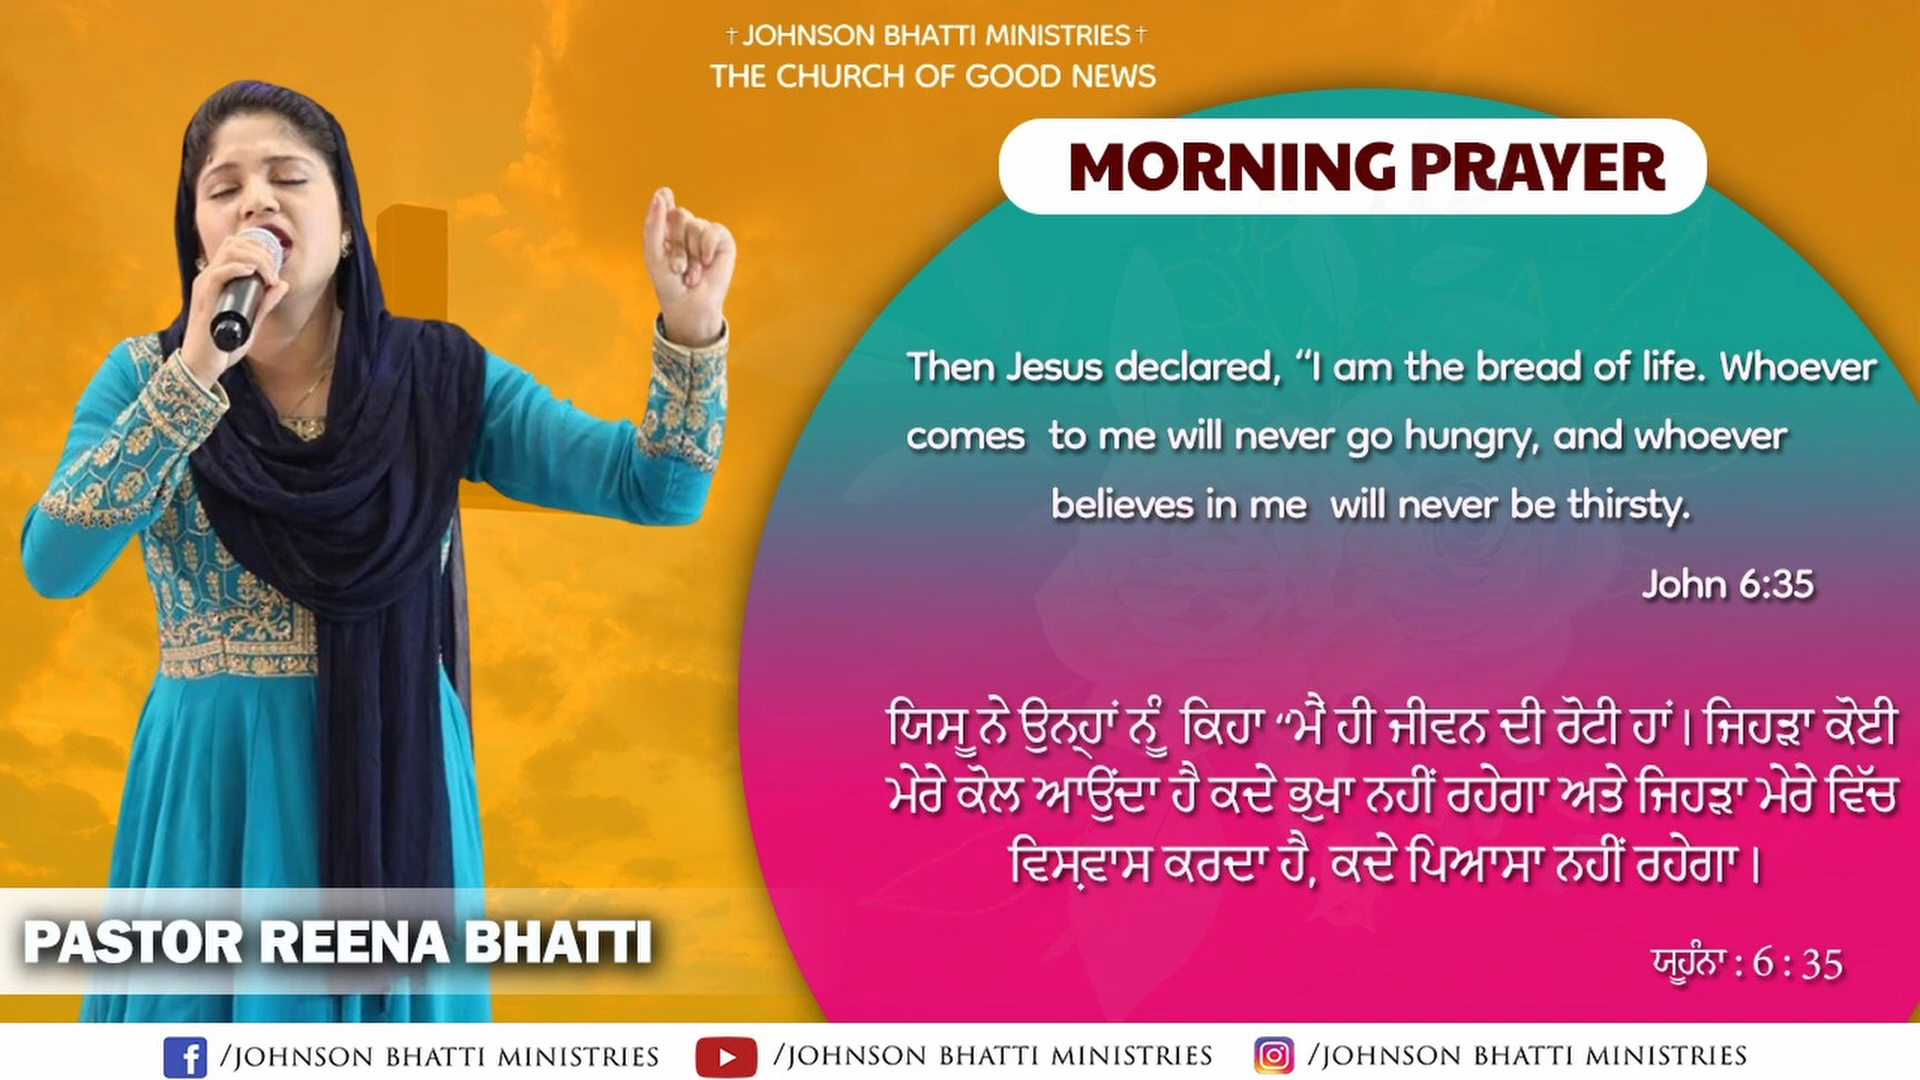 †JOHNSON BHATTI MINISTRIES†
THE CHURCH OF GOOD NEWS
MORNING PRAYER
Then Jesus declared, “I am the bread of life. Whoever
comes to me will never go hungry, and whoever
believes in me will never be thirsty.
John 6:35
ਯਿਸੂ ਨੇ ਉਨ੍ਹਾਂ ਨੂੰ ਕਿਹਾ “ਮੈ ਹੀ ਜੀਵਨ ਦੀ ਰੋਟੀ ਹਾਂ। ਜਿਹੜਾ ਕੋਈ
ਮੇਰੇ ਕੋਲ ਆਉਂਦਾ ਹੈ ਕਦੇ ਭੁਖਾ ਨਹੀਂ ਰਹੇਗਾ ਅਤੇ ਜਿਹੜਾ ਮੇਰੇ ਵਿੱਚ
ਵਿਸ਼ਵਾਸ ਕਰਦਾ ਹੈ, ਕਦੇ ਪਿਆਸਾ ਨਹੀਂ ਰਹੇਗਾ।
ਯੂਹੰਨਾ : 6 : 35
PASTOR REENA BHATTI
/JOHNSON BHATTI MINISTRIES
/JOHNSON BHATTI MINISTRIES
/JOHNSON BHATTI MINISTRIES